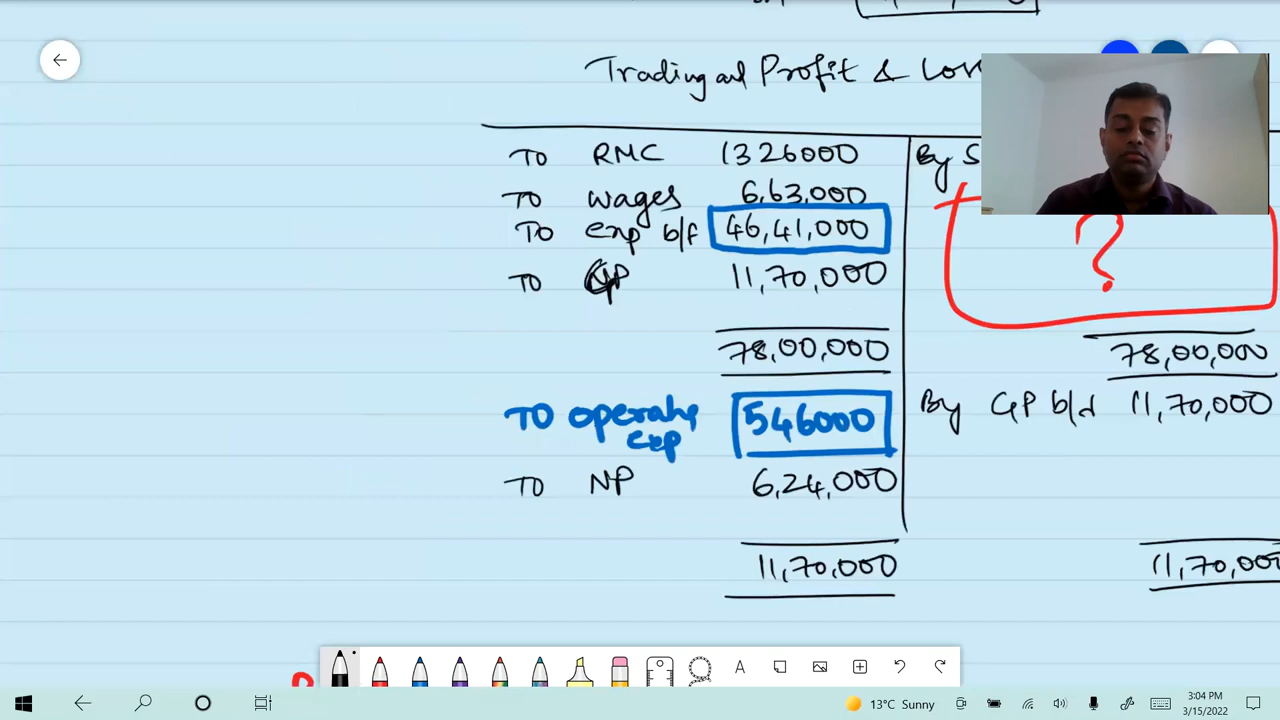 Trading and Profit & Loss
To RMC 1326000
To wages 6,63,000
To exp b/f 46,41,000
To GP 11,70,000
78,00,000
To operate exp 546000
To NP 6,24,000
11,70,000
By S
?
78,00,000
By GP b/d 11,70,000
11,70,000
A
13°C Sunny
3:04 PM
3/15/2022